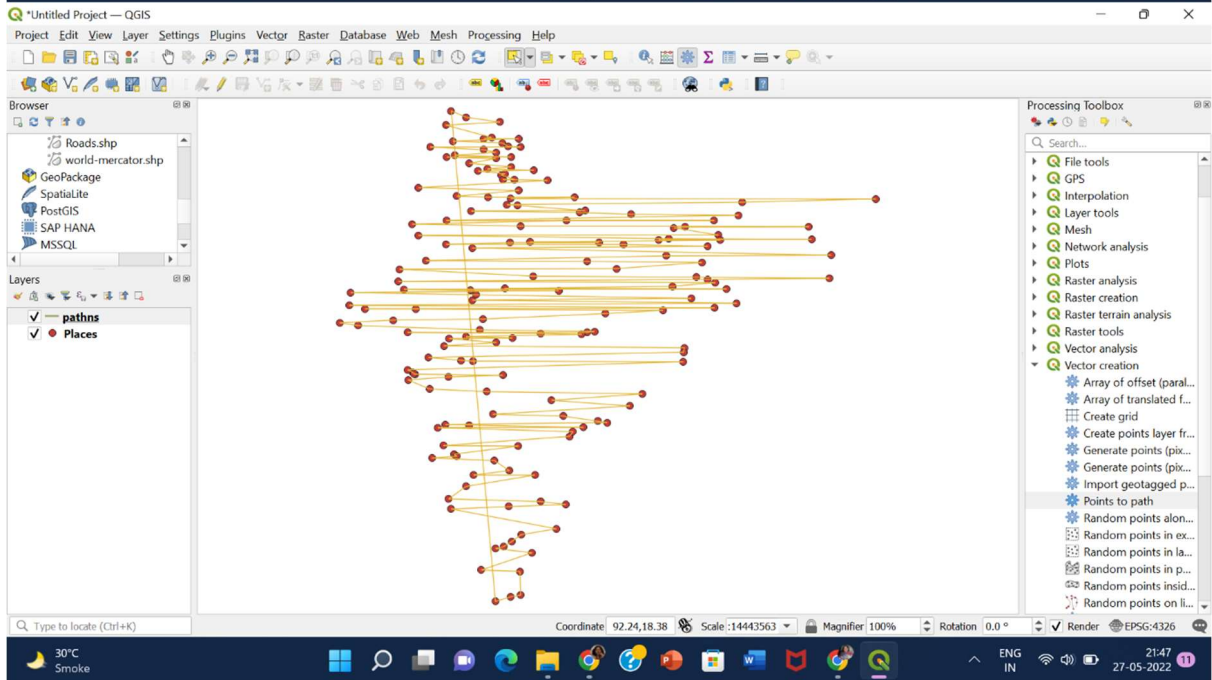 *Untitled Project — QGIS
Project Edit View Layer Settings Plugins Vector Raster Database Web Mesh Processing Help
Browser
Roads.shp
world-mercator.shp
GeoPackage
SpatiaLite
PostGIS
SAP HANA
MSSQL
Layers
pathns
Places
Processing Toolbox
Search...
File tools
GPS
Interpolation
Layer tools
Mesh
Network analysis
Plots
Raster analysis
Raster creation
Raster terrain analysis
Raster tools
Vector analysis
Vector creation
Array of offset (paral...
Array of translated f...
Create grid
Create points layer fr...
Generate points (pix...
Generate points (pix...
Import geotagged p...
Points to path
Random points alon...
Random points in ex...
Random points in la...
Random points in p...
Random points insid...
Random points on li...
Type to locate (Ctrl+K) Coordinate 92.24,18.38 Scale :14443563 Magnifier 100% Rotation 0.0 ° Render EPSG:4326
30°C
Smoke
ENG
IN
21:47
27-05-2022
11